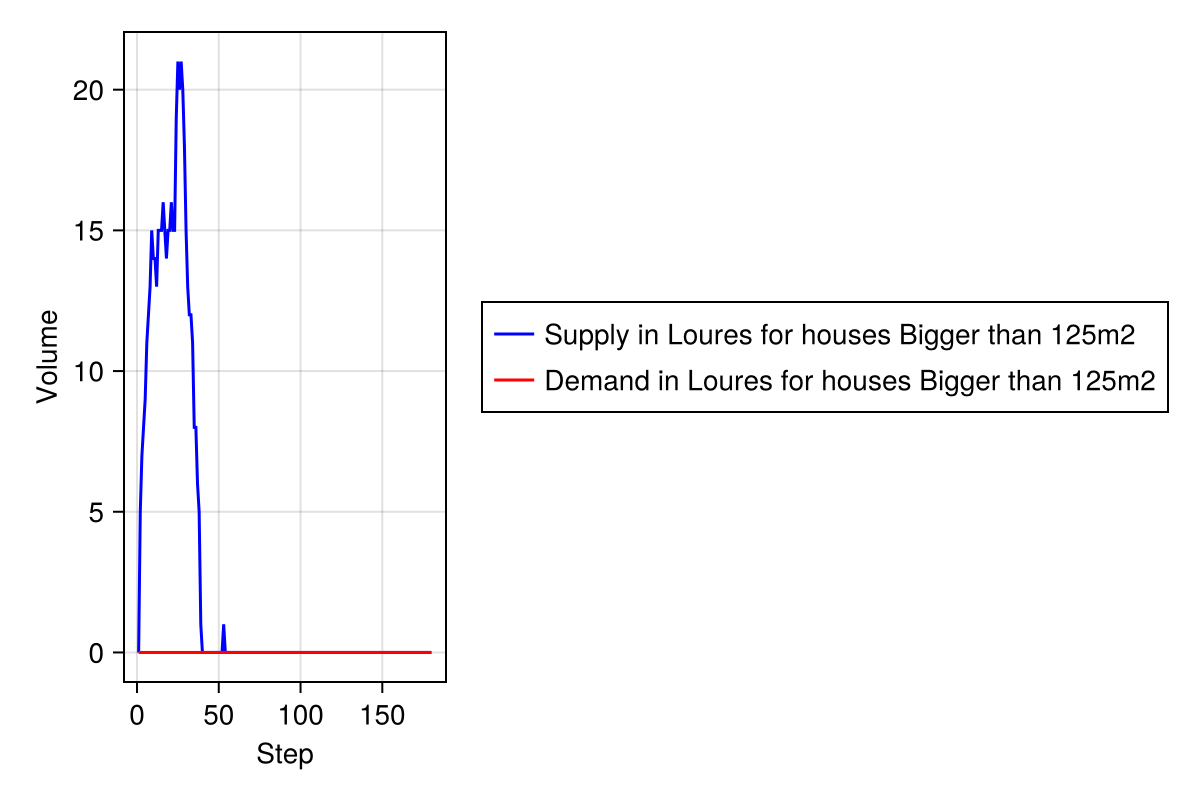 Volume
20
15
10
5
0
0 50 100 150
Step
Supply in Loures for houses Bigger than 125m2
Demand in Loures for houses Bigger than 125m2